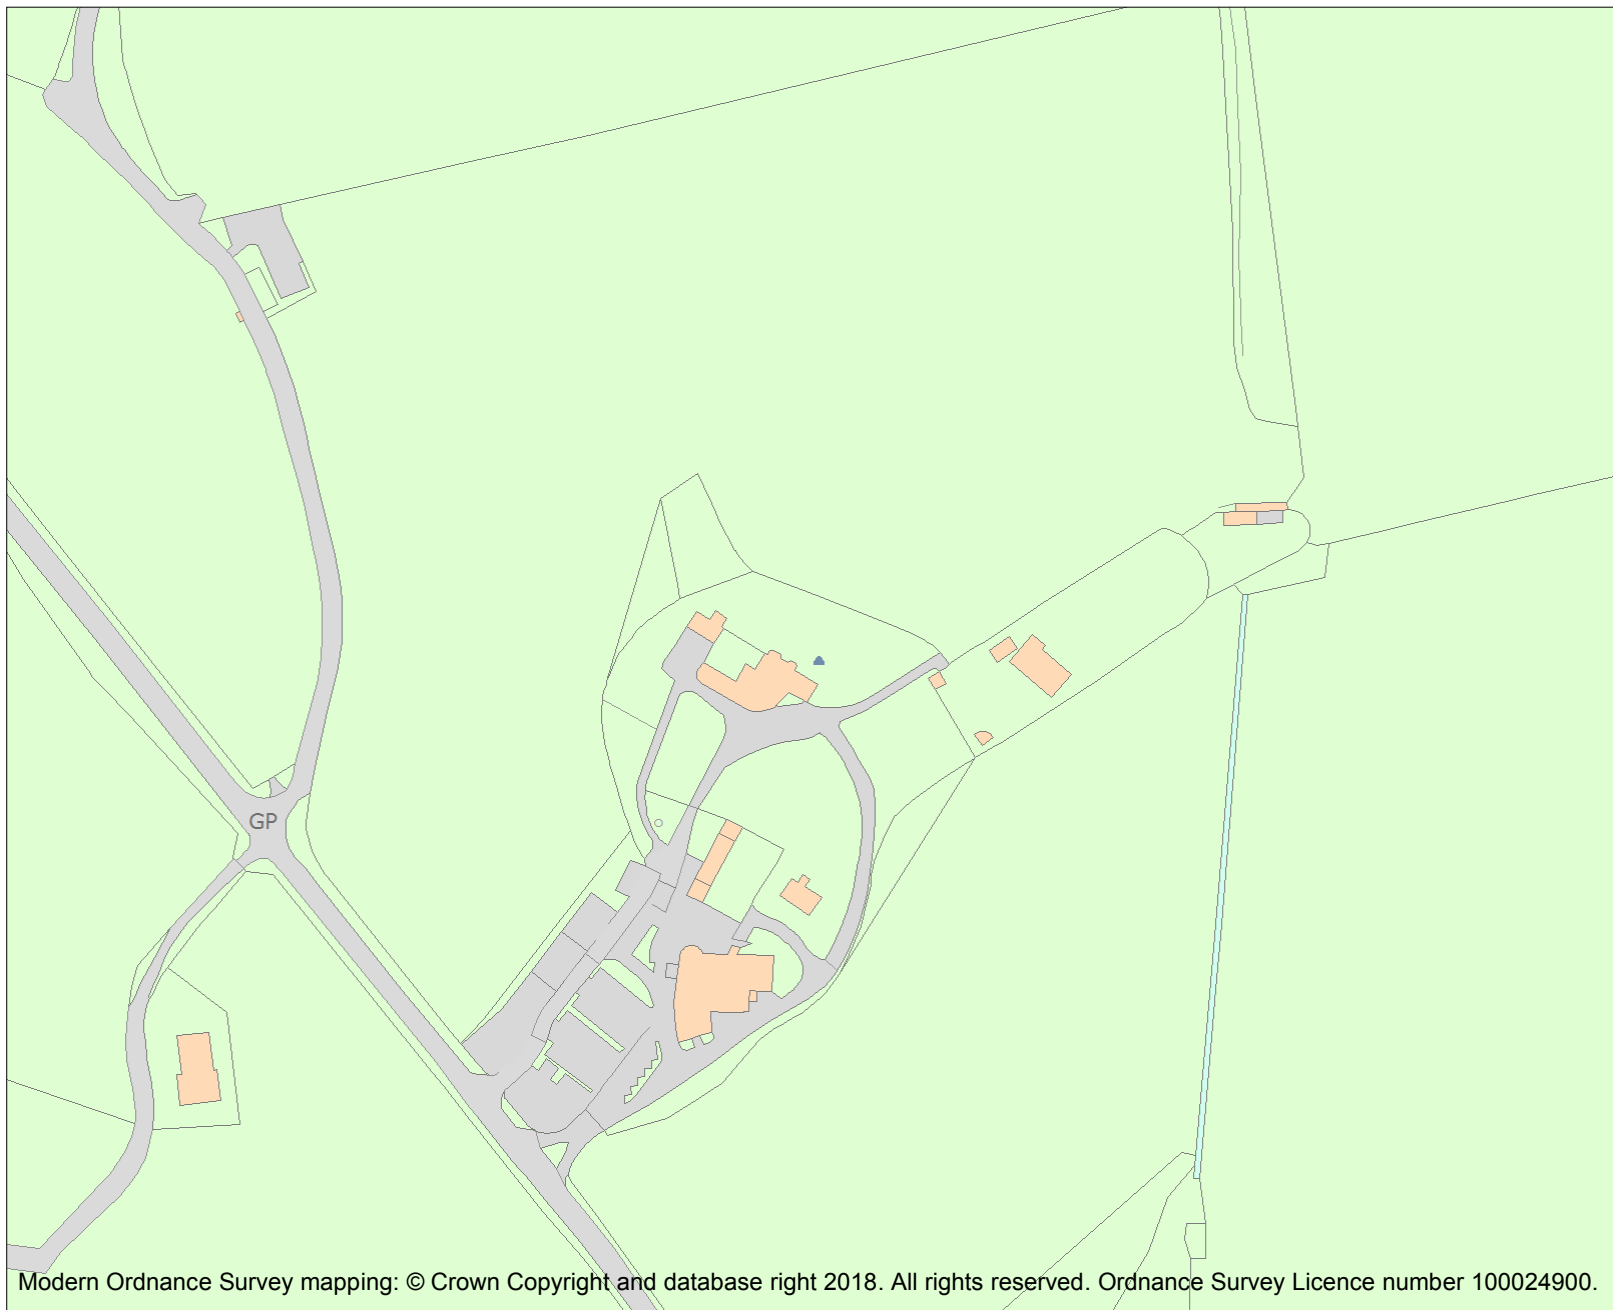 GP
Modern Ordnance Survey mapping: © Crown Copyright and database right 2018. All rights reserved. Ordnance Survey Licence number 100024900.